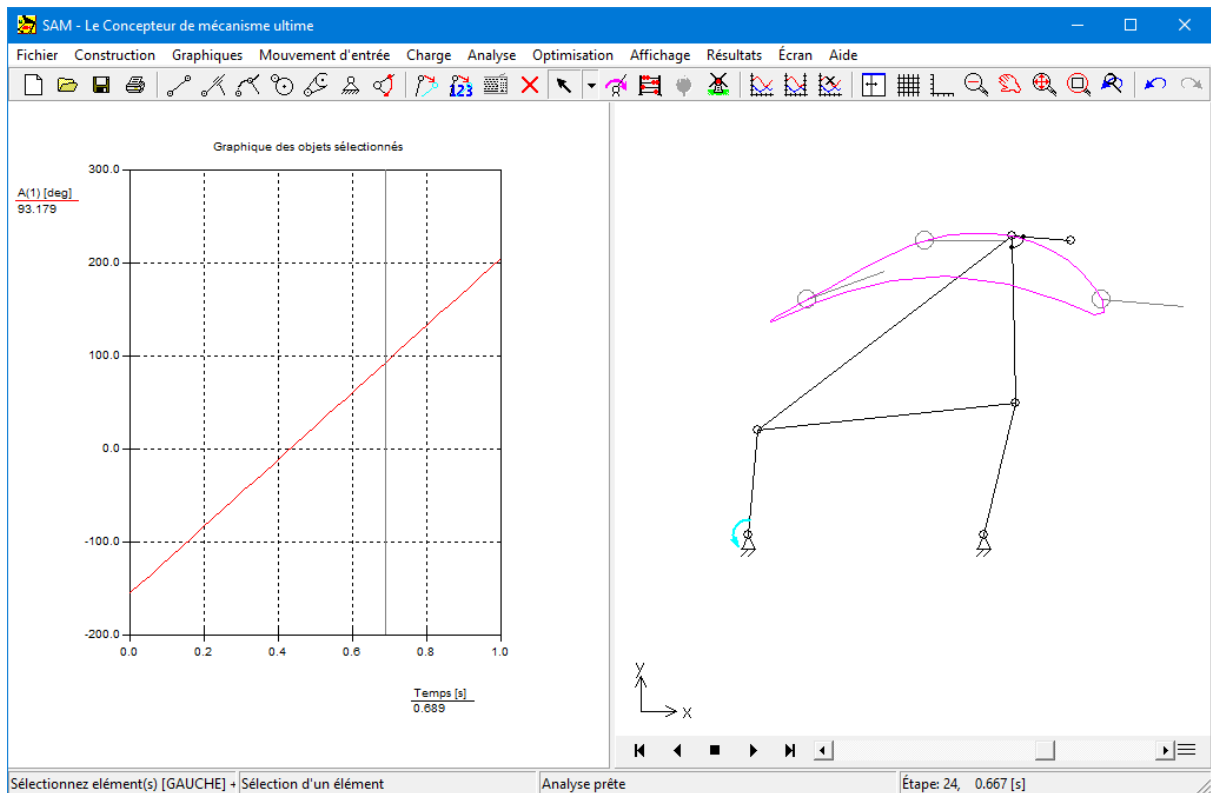 SAM - Le Concepteur de mécanisme ultime
Fichier Construction Graphiques Mouvement d'entrée Charge Analyse Optimisation Affichage Résultats Écran Aide
123
Graphique des objets sélectionnés
A(1) [deg]
93.179
300.0
200.0
100.0
0.0
-100.0
-200.0
0.0 0.2 0.4 0.6 0.8 1.0
Temps [s]
0.689
y
x
Sélectionnez elément(s) [GAUCHE] + Sélection d'un élément Analyse prête Étape: 24, 0.667 [s]